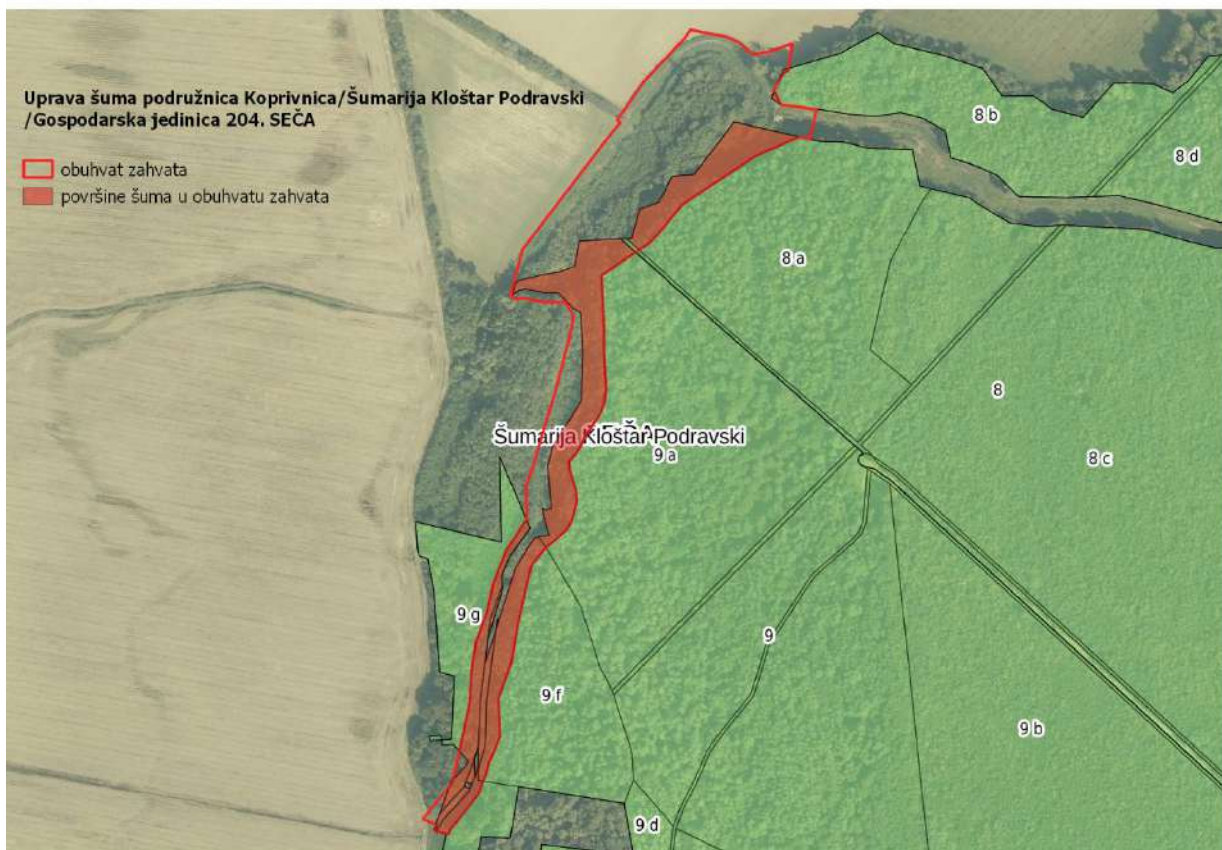 Uprava šuma podružnica Koprivnica/Šumarija Kloštar Podravski
/Gospodarska jedinica 204. SEČA
obuhvat zahvata
površine šuma u obuhvatu zahvata
8 b
8 d
8 a
8
Šumarija Kloštar Podravski
9 a
8 c
9 g
9
9 f
9 b
9 d